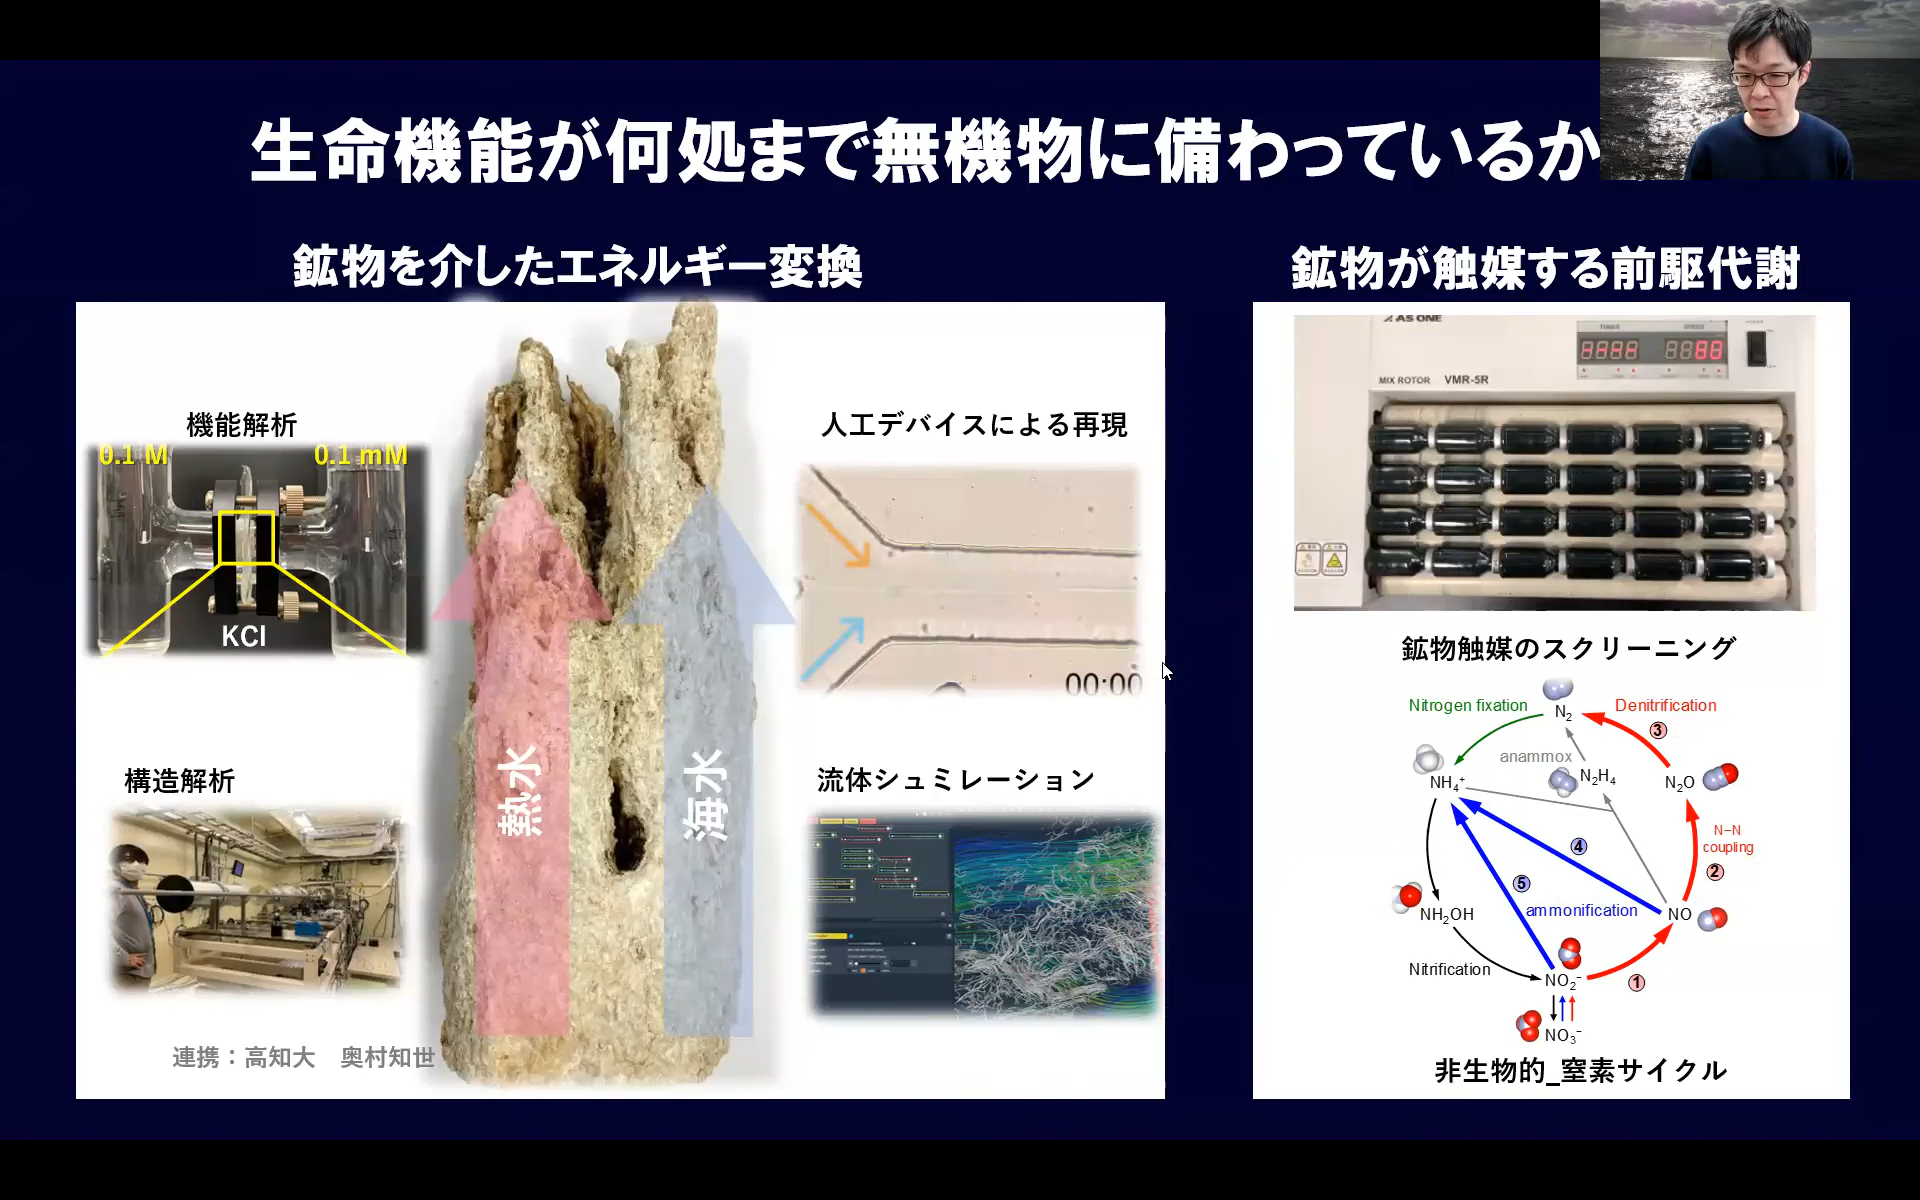 生命機能が何処まで無機物に備わっているか
鉱物を介したエネルギー変換
機能解析
0.1 M
0.1 mM
KCl
構造解析
連携：高知大　奥村知世
熱水
海水
人工デバイスによる再現
00:00
流体シュミレーション
鉱物が触媒する前駆代謝
AS ONE
TIMER
SPEED
MIX ROTOR VMR-5R
鉱物触媒のスクリーニング
Nitrogen fixation
N₂
Denitrification
③
anammox
NH₄⁺
N₂H₄
N₂O
N−N
coupling
④
②
⑤
NH₂OH
ammonification
NO
Nitrification
NO₂⁻
①
NO₃⁻
非生物的_窒素サイクル